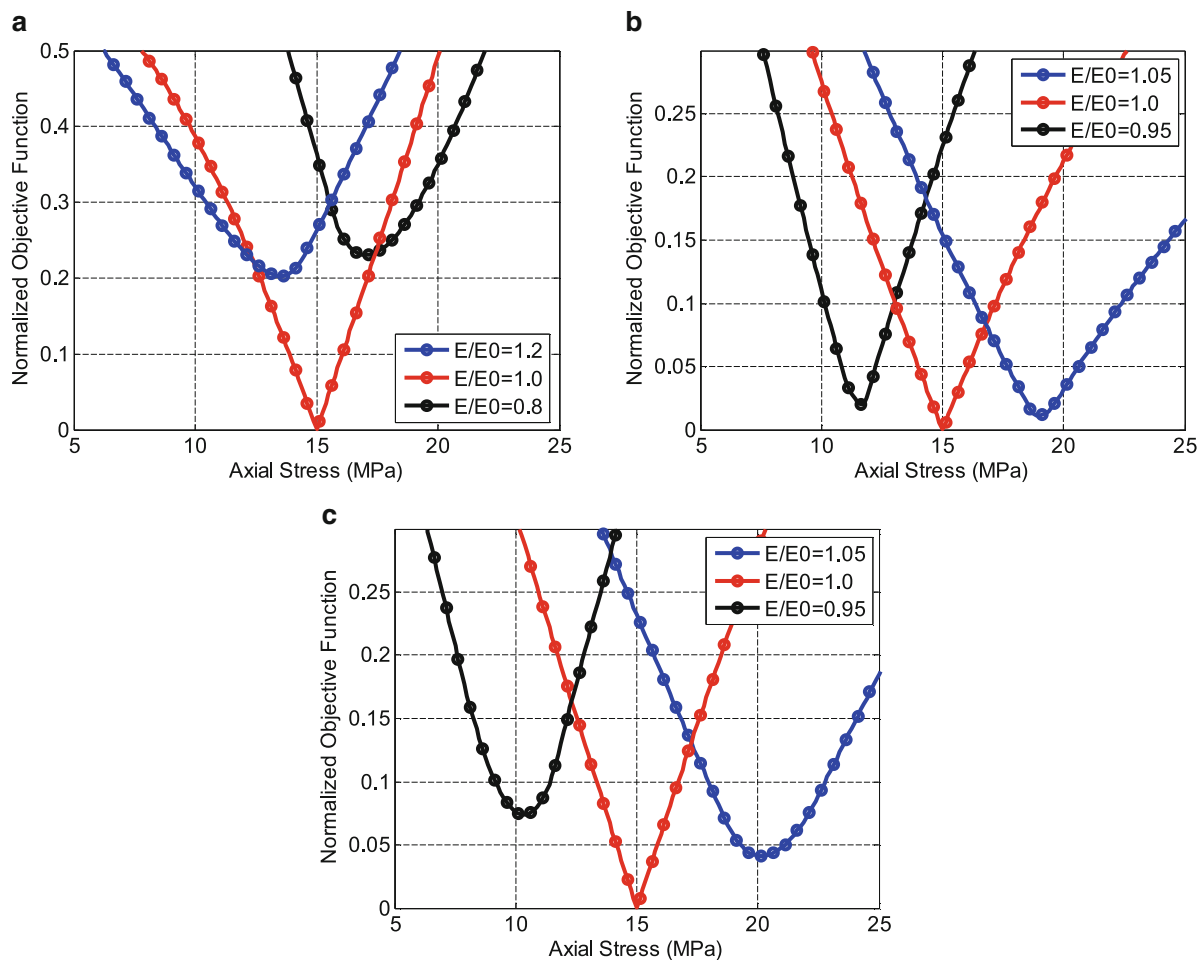 a
Normalized Objective Function
0.5
0.4
0.3
0.2
0.1
0
5 10 15 20 25
Axial Stress (MPa)
E/E0=1.2
E/E0=1.0
E/E0=0.8
b
Normalized Objective Function
0.25
0.2
0.15
0.1
0.05
0
5 10 15 20 25
Axial Stress (MPa)
E/E0=1.05
E/E0=1.0
E/E0=0.95
c
Normalized Objective Function
0.25
0.2
0.15
0.1
0.05
0
5 10 15 20 25
Axial Stress (MPa)
E/E0=1.05
E/E0=1.0
E/E0=0.95